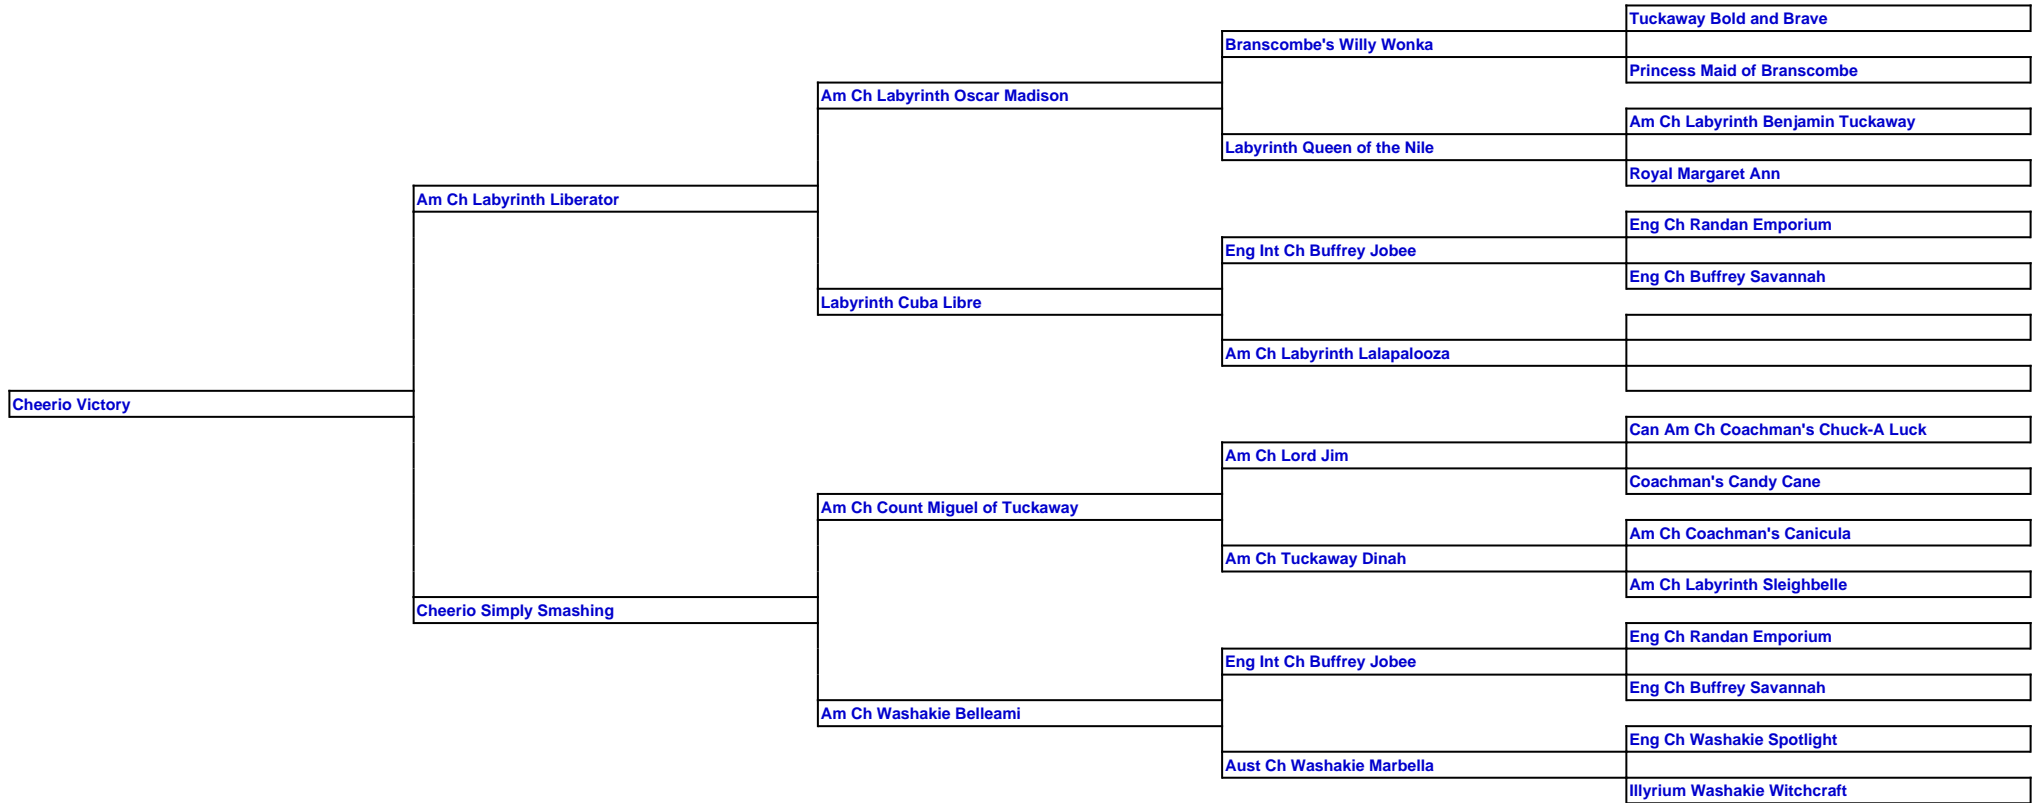 Tuckaway Bold and Brave
Branscombe's Willy Wonka
Princess Maid of Branscombe
Am Ch Labyrinth Oscar Madison
Am Ch Labyrinth Benjamin Tuckaway
Labyrinth Queen of the Nile
Royal Margaret Ann
Am Ch Labyrinth Liberator
Eng Ch Randan Emporium
Eng Int Ch Buffrey Jobee
Eng Ch Buffrey Savannah
Labyrinth Cuba Libre
Am Ch Labyrinth Lalapalooza
Cheerio Victory
Can Am Ch Coachman's Chuck-A Luck
Am Ch Lord Jim
Coachman's Candy Cane
Am Ch Count Miguel of Tuckaway
Am Ch Coachman's Canicula
Am Ch Tuckaway Dinah
Am Ch Labyrinth Sleighbelle
Cheerio Simply Smashing
Eng Ch Randan Emporium
Eng Int Ch Buffrey Jobee
Eng Ch Buffrey Savannah
Am Ch Washakie Belleami
Eng Ch Washakie Spotlight
Aust Ch Washakie Marbella
Illyrium Washakie Witchcraft